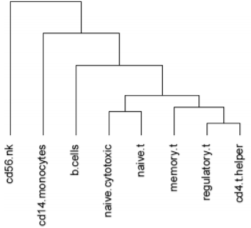 cd56.nk
cd14.monocytes
b.cells
naive.cytotoxic
naive.t
memory.t
regulatory.t
cd4.t.helper